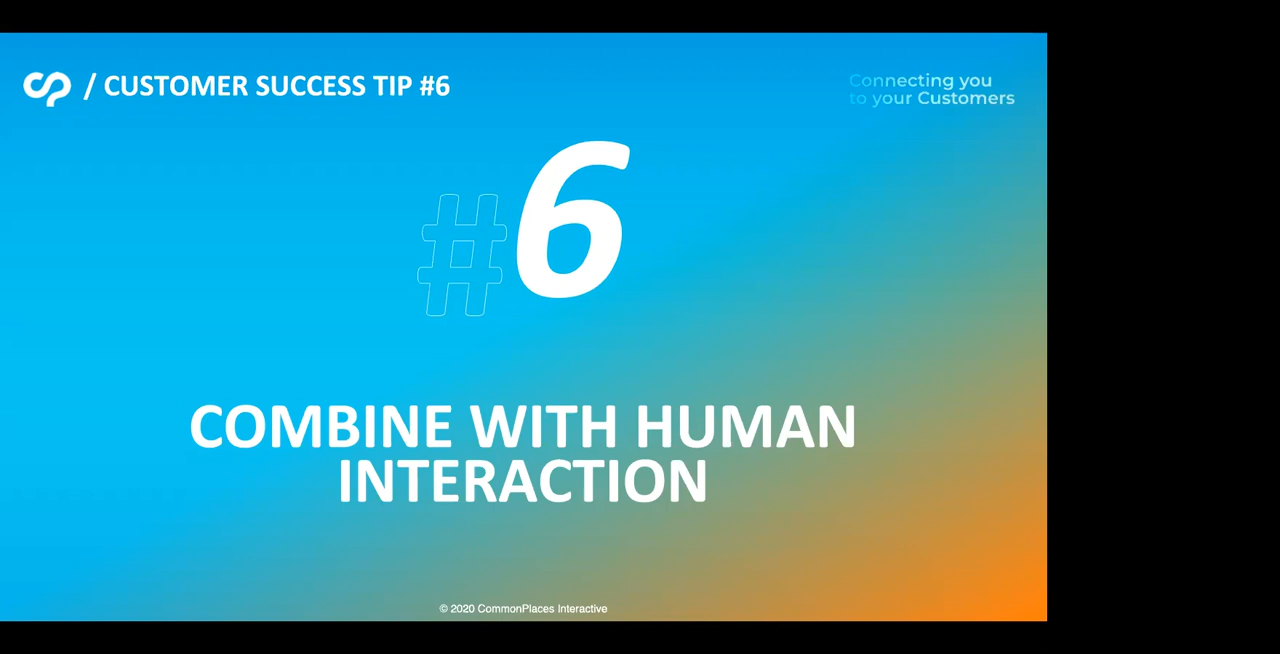 / CUSTOMER SUCCESS TIP #6
Connecting you
to your Customers
#6
COMBINE WITH HUMAN
INTERACTION
© 2020 CommonPlaces Interactive